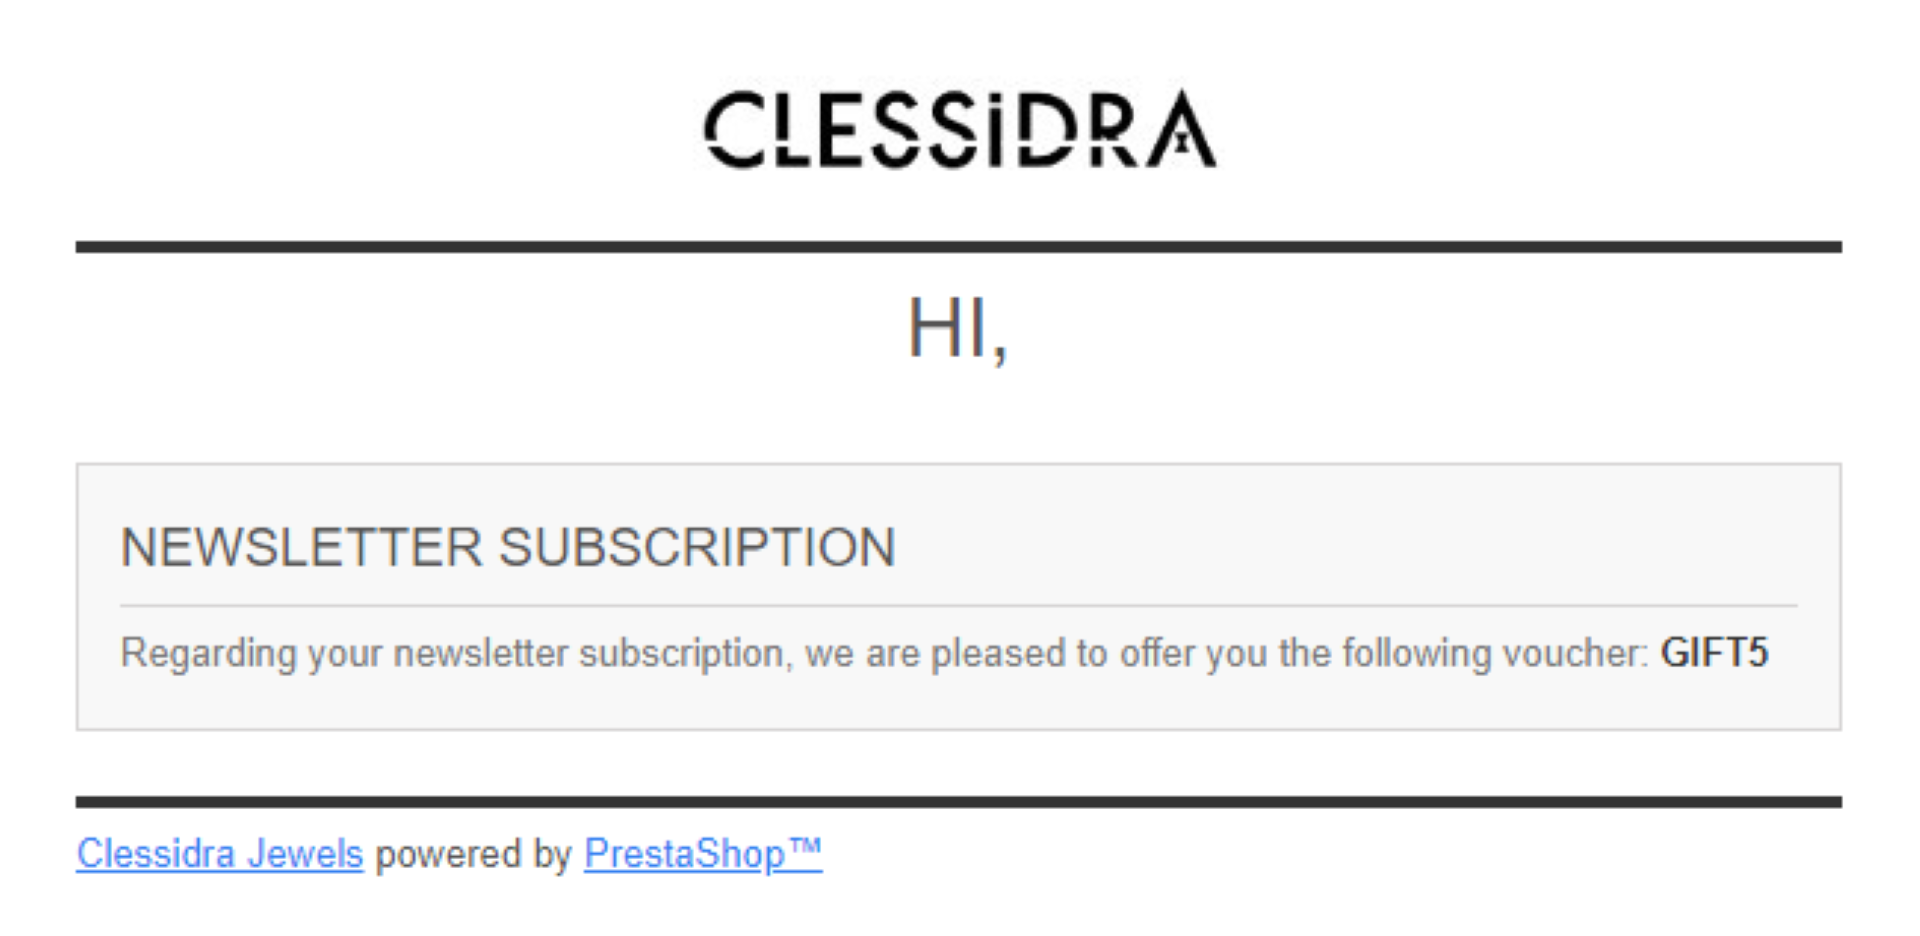 CLESSiDRA
HI,
NEWSLETTER SUBSCRIPTION
Regarding your newsletter subscription, we are pleased to offer you the following voucher: GIFT5
Clessidra Jewels powered by PrestaShop™